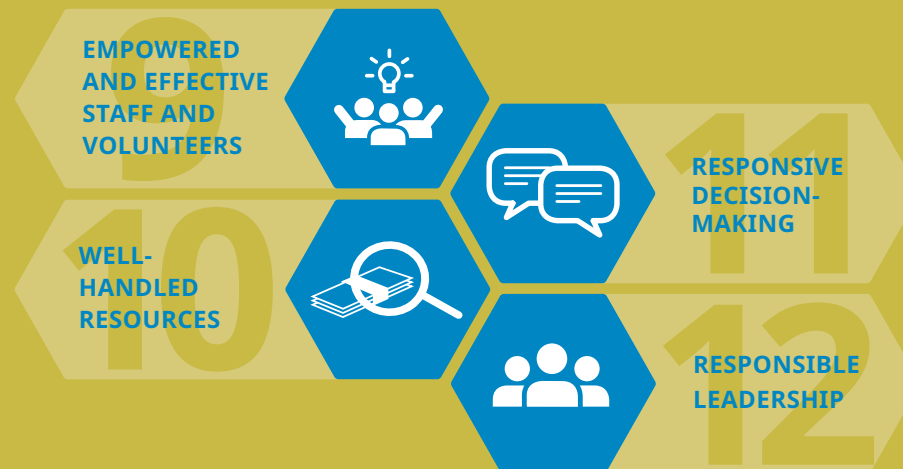 9
EMPOWERED
AND EFFECTIVE
STAFF AND
VOLUNTEERS
10
WELL-
HANDLED
RESOURCES
11
RESPONSIVE
DECISION-
MAKING
12
RESPONSIBLE
LEADERSHIP